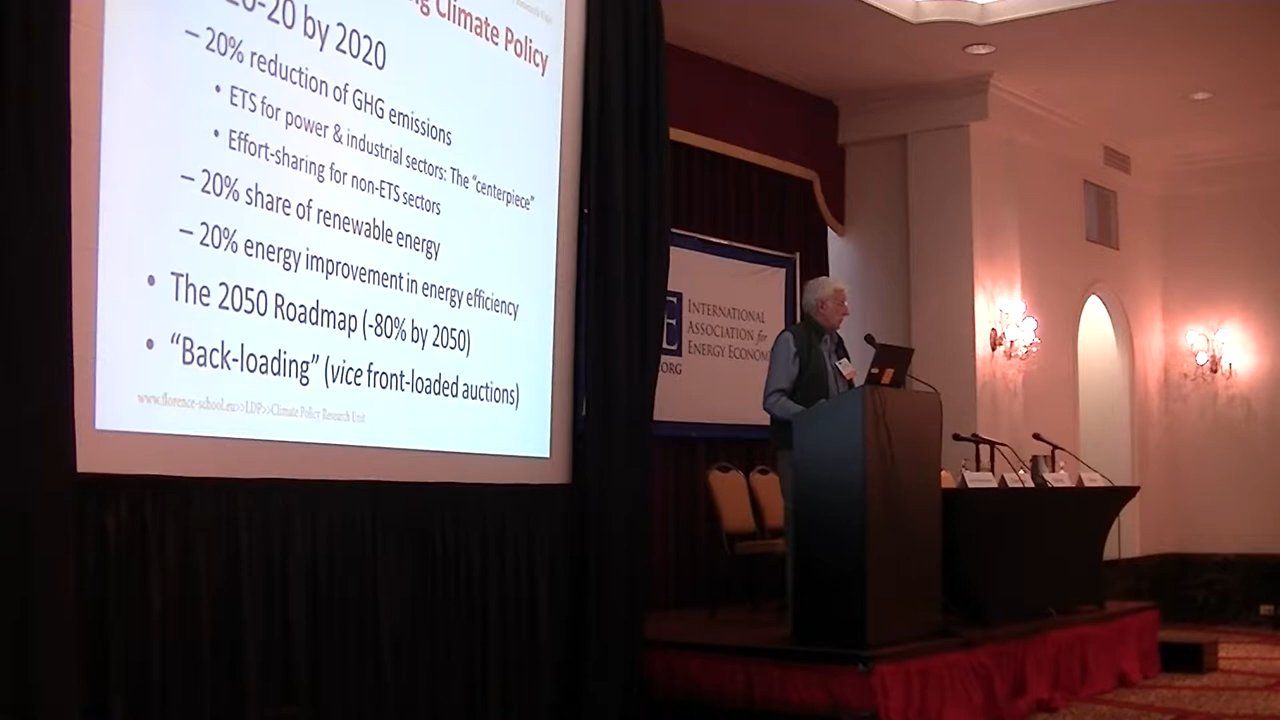 g Climate Policy
20-20 by 2020
– 20% reduction of GHG emissions
• ETS for power & industrial sectors: The "centerpiece"
• Effort-sharing for non-ETS sectors
– 20% share of renewable energy
– 20% energy improvement in energy efficiency
• The 2050 Roadmap (-80% by 2050)
• "Back-loading" (vice front-loaded auctions)
www.florence-school.eu>>LDP>>Climate Policy Research Unit
INTERNATIONAL
ASSOCIATION for
ENERGY ECONOM
.ORG